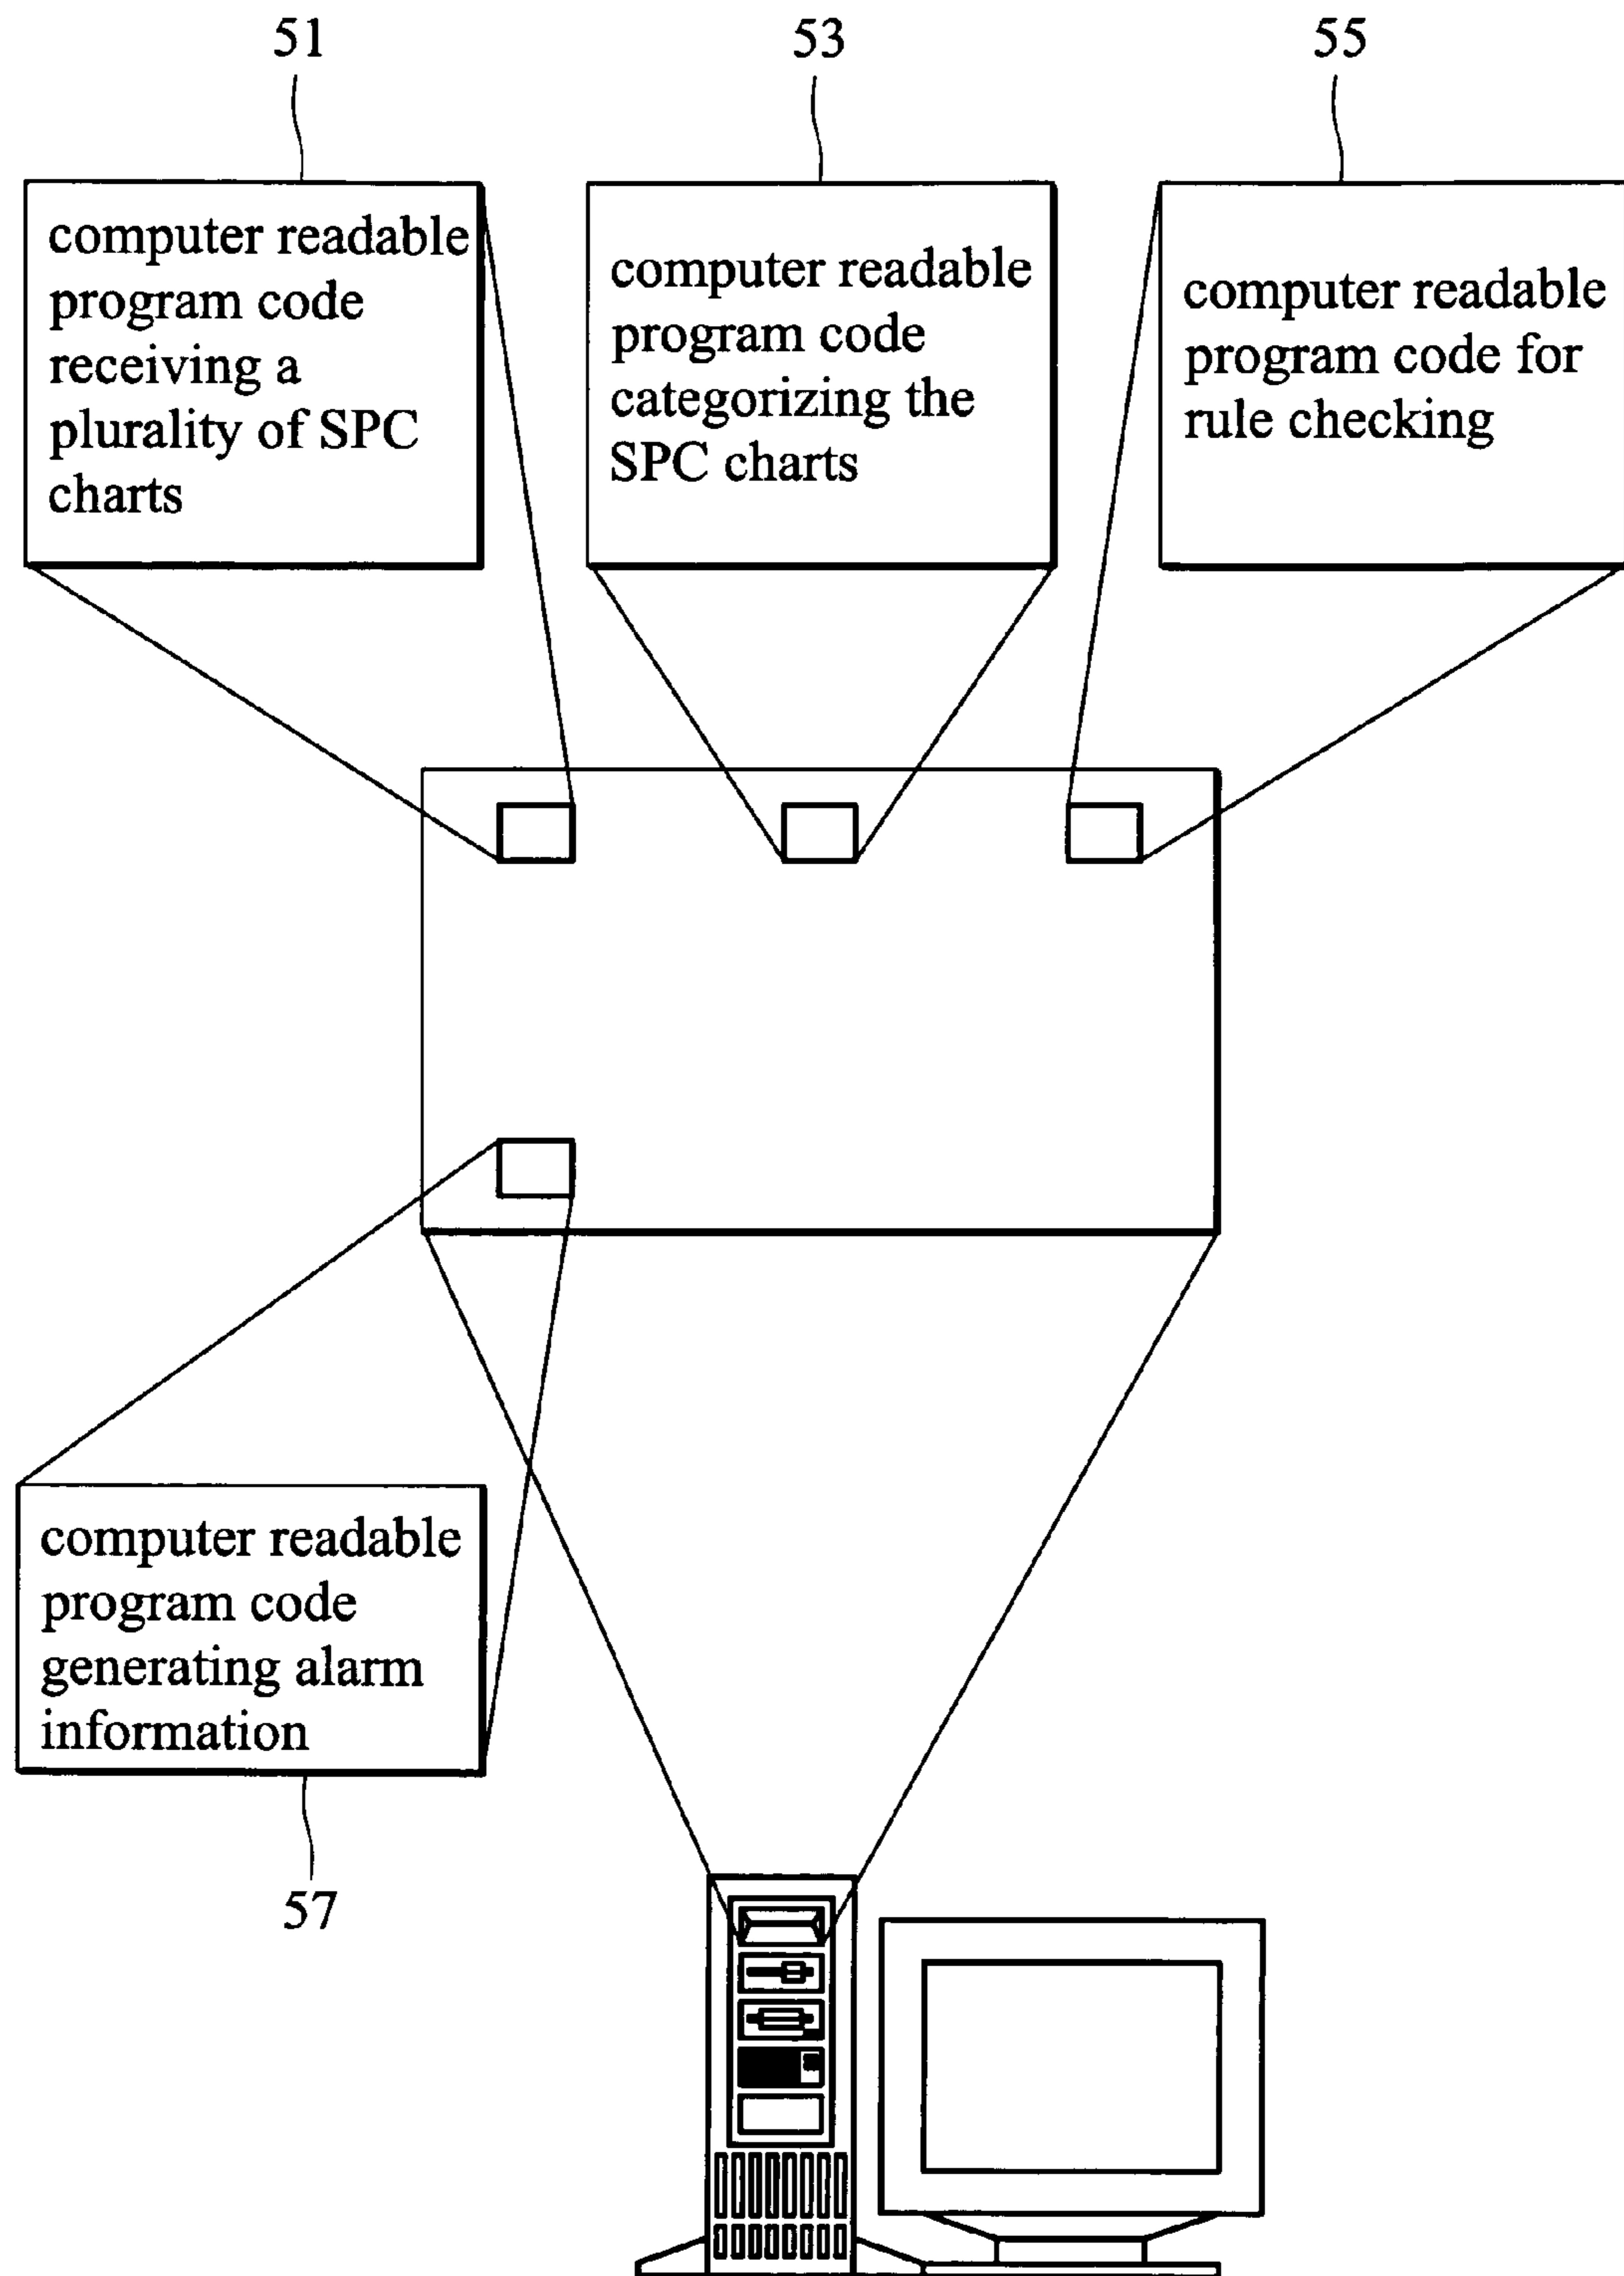 51
53
55
computer readable
program code
receiving a
plurality of SPC
charts
computer readable
program code
categorizing the
SPC charts
computer readable
program code for
rule checking
computer readable
program code
generating alarm
information
57